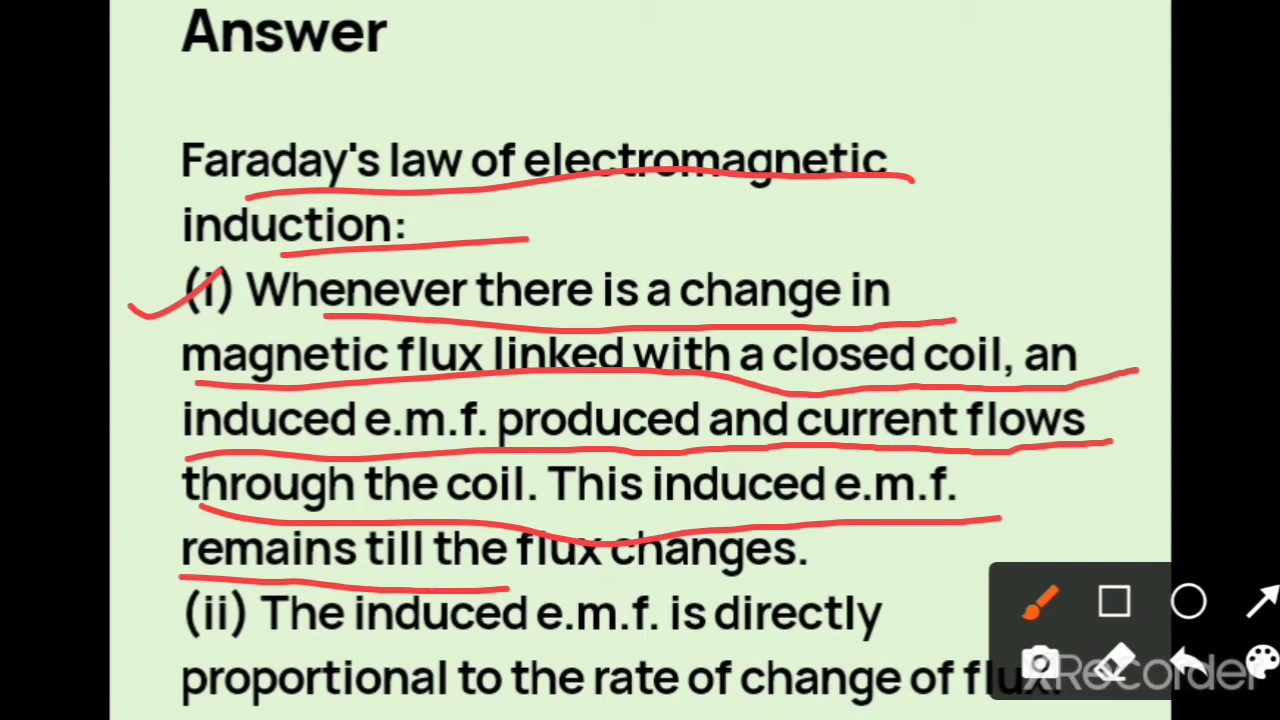 Answer
Faraday's law of electromagnetic
induction:
(i) Whenever there is a change in
magnetic flux linked with a closed coil, an
induced e.m.f. produced and current flows
through the coil. This induced e.m.f.
remains till the flux changes.
(ii) The induced e.m.f. is directly
proportional to the rate of change of flux.
XRecorder